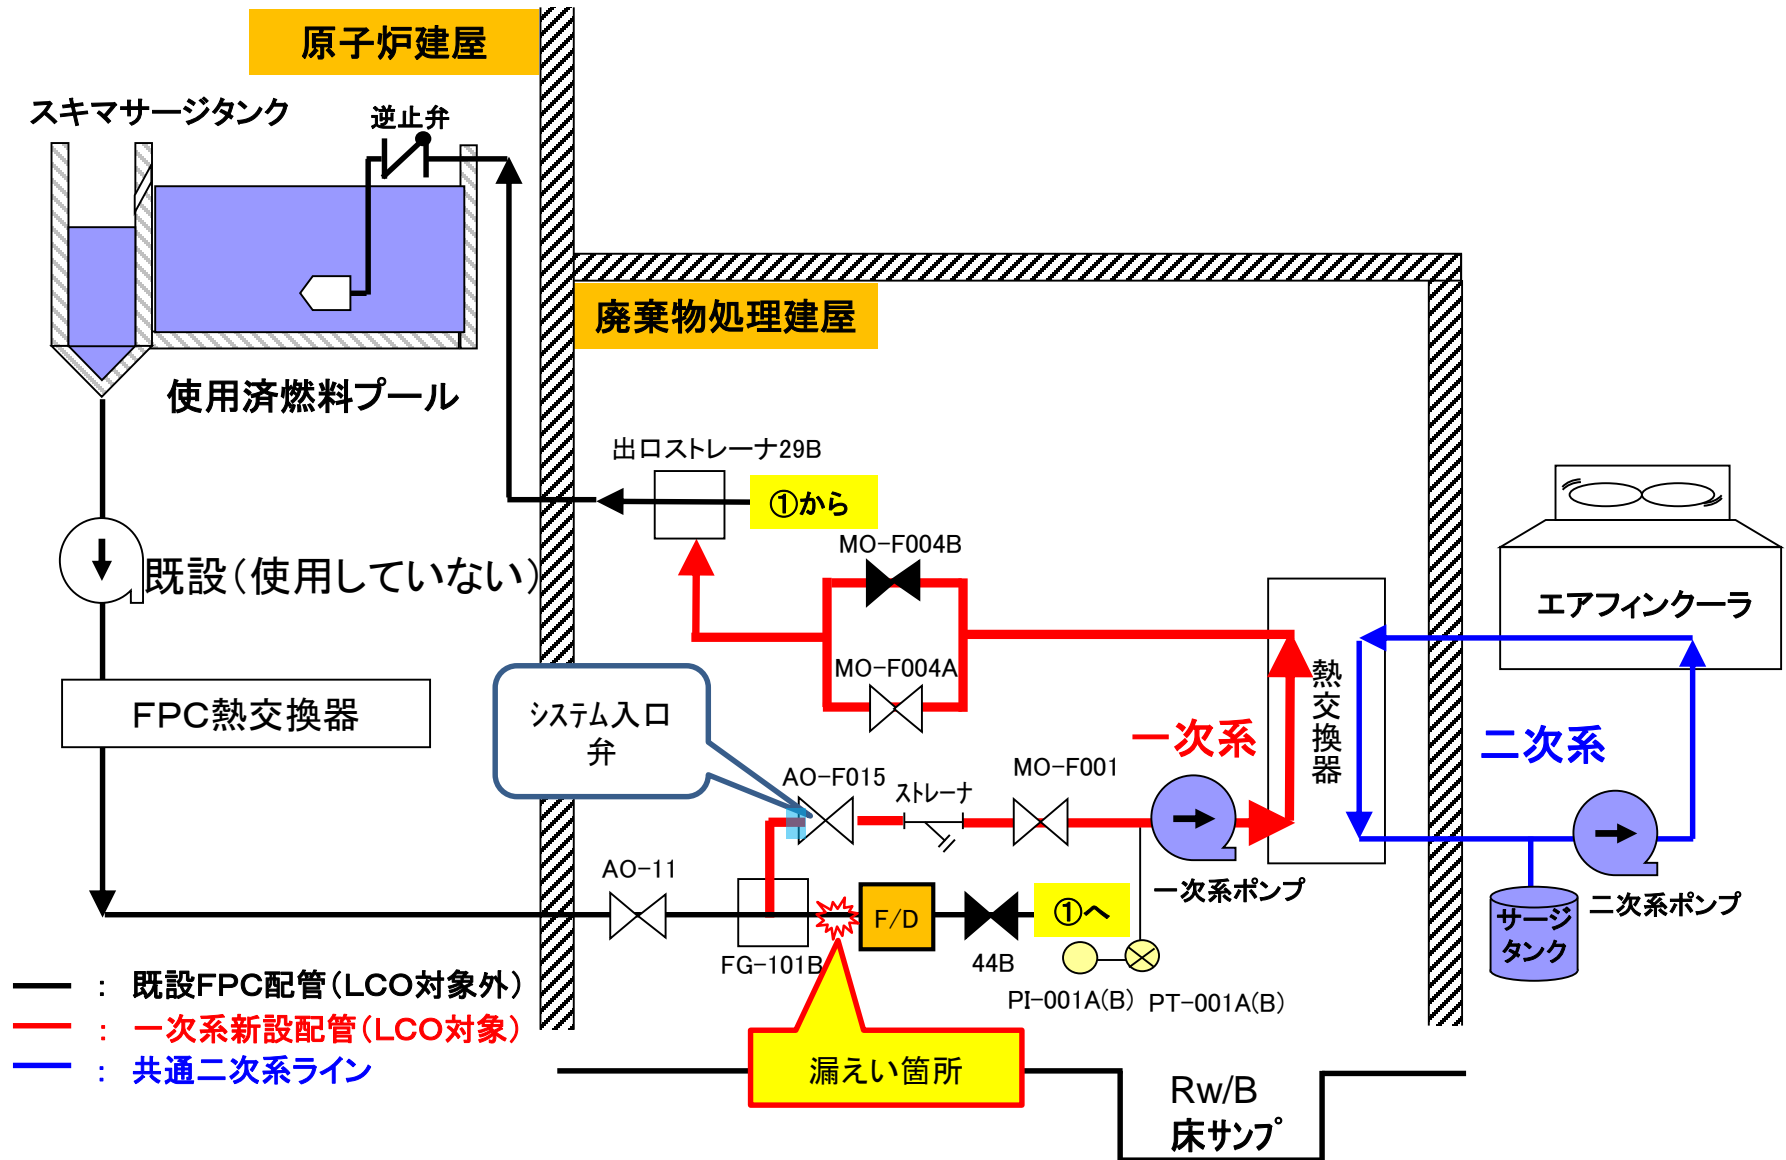 原子炉建屋
スキマサージタンク
逆止弁
廃棄物処理建屋
使用済燃料プール
出口ストレーナ29B
①から
既設（使用していない）
MO-F004B
エアフィンクーラ
MO-F004A
熱交換器
FPC熱交換器
システム入口
弁
一次系
二次系
AO-F015
ストレーナ
MO-F001
AO-11
一次系ポンプ
二次系ポンプ
F/D
①へ
サージ
タンク
FG-101B
44B
PI-001A(B)
PT-001A(B)
： 既設FPC配管（LCO対象外）
： 一次系新設配管（LCO対象）
： 共通二次系ライン
漏えい箇所
Rw/B
床サンプ